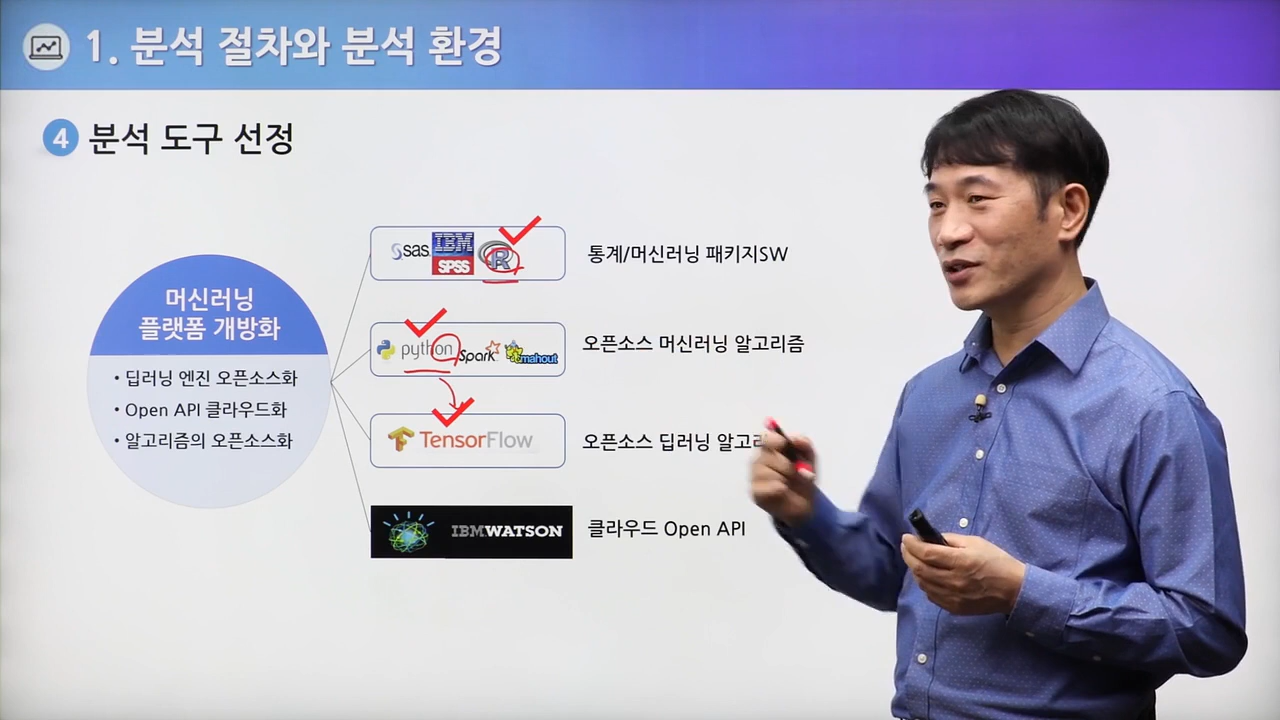 1. 분석 절차와 분석 환경
4 분석 도구 선정
머신러닝
플랫폼 개방화
• 딥러닝 엔진 오픈소스화
• Open API 클라우드화
• 알고리즘의 오픈소스화
sas IBM SPSS R
통계/머신러닝 패키지SW
python Spark mahout
오픈소스 머신러닝 알고리즘
TensorFlow
오픈소스 딥러닝 알고
IBM WATSON
클라우드 Open API